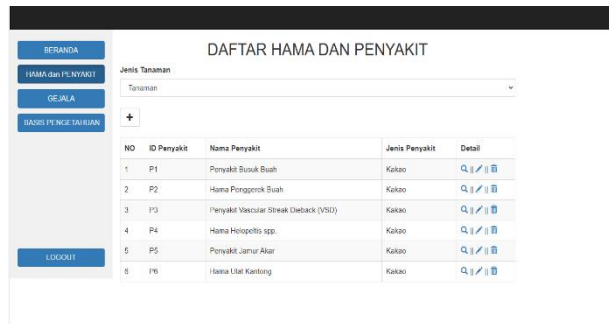 BERANDA
HAMA dan PENYAKIT
GEJALA
BASIS PENGETAHUAN
LOGOUT
DAFTAR HAMA DAN PENYAKIT
Jenis Tanaman
Tanaman
+
NO ID Penyakit Nama Penyakit Jenis Penyakit Detail
1 P1 Penyakit Busuk Buah Kakao || ||
2 P2 Hama Penggerek Buah Kakao || ||
3 P3 Penyakit Vascular Streak Dieback (VSD) Kakao || ||
4 P4 Hama Helopeltis spp. Kakao || ||
5 P5 Penyakit Jamur Akar Kakao || ||
6 P6 Hama Ulat Kantong Kakao || ||